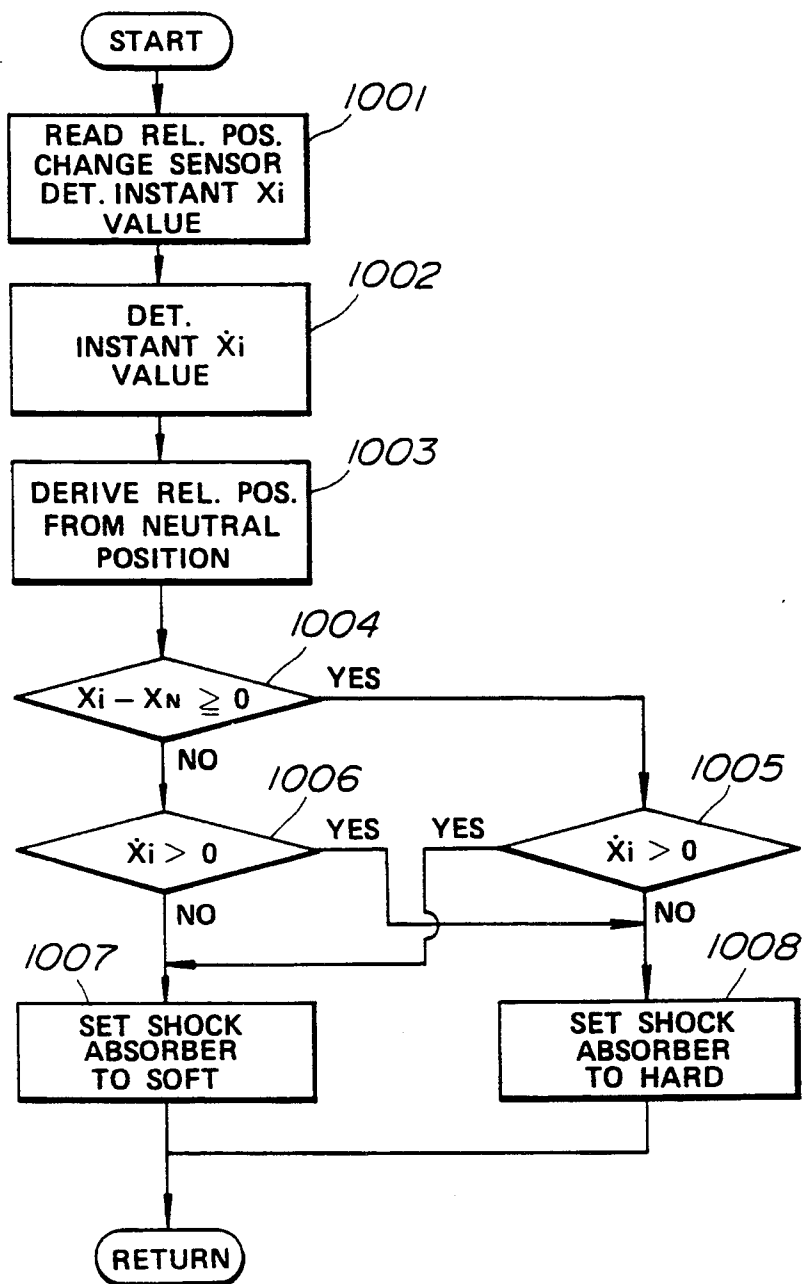 START
1001
READ REL. POS.
CHANGE SENSOR
DET. INSTANT Xi
VALUE
1002
DET.
INSTANT Ẋi
VALUE
1003
DERIVE REL. POS.
FROM NEUTRAL
POSITION
1004
Xi – XN ≧ 0
YES
NO
1006
Ẋi > 0
YES
NO
1005
YES
Ẋi > 0
NO
1007
SET SHOCK
ABSORBER
TO SOFT
1008
SET SHOCK
ABSORBER
TO HARD
RETURN